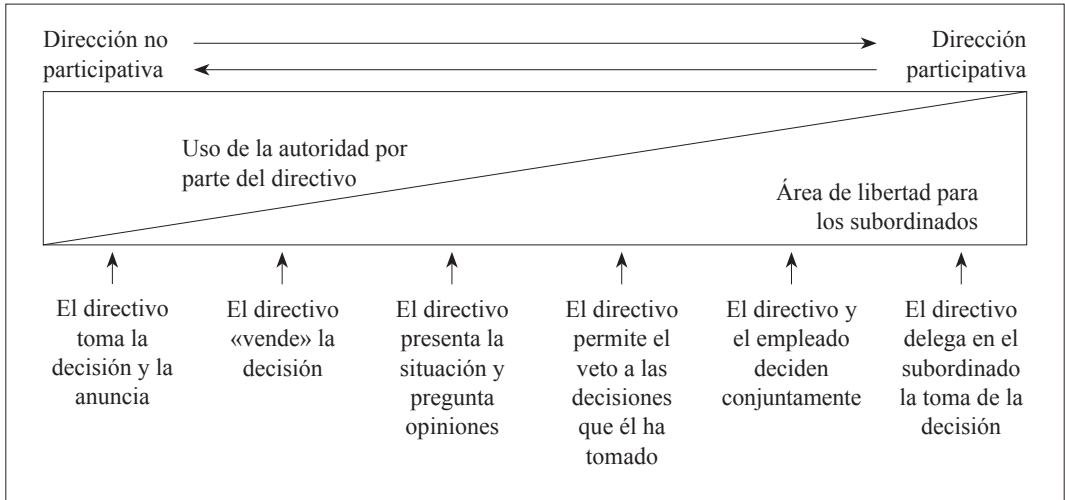 Dirección no
participativa
Dirección
participativa
Uso de la autoridad por
parte del directivo
Área de libertad para
los subordinados
El directivo
toma la
decisión y la
anuncia
El directivo
«vende» la
decisión
El directivo
presenta la
situación y
pregunta
opiniones
El directivo
permite el
veto a las
decisiones
que él ha
tomado
El directivo y
el empleado
deciden
conjuntamente
El directivo
delega en el
subordinado
la toma de la
decisión